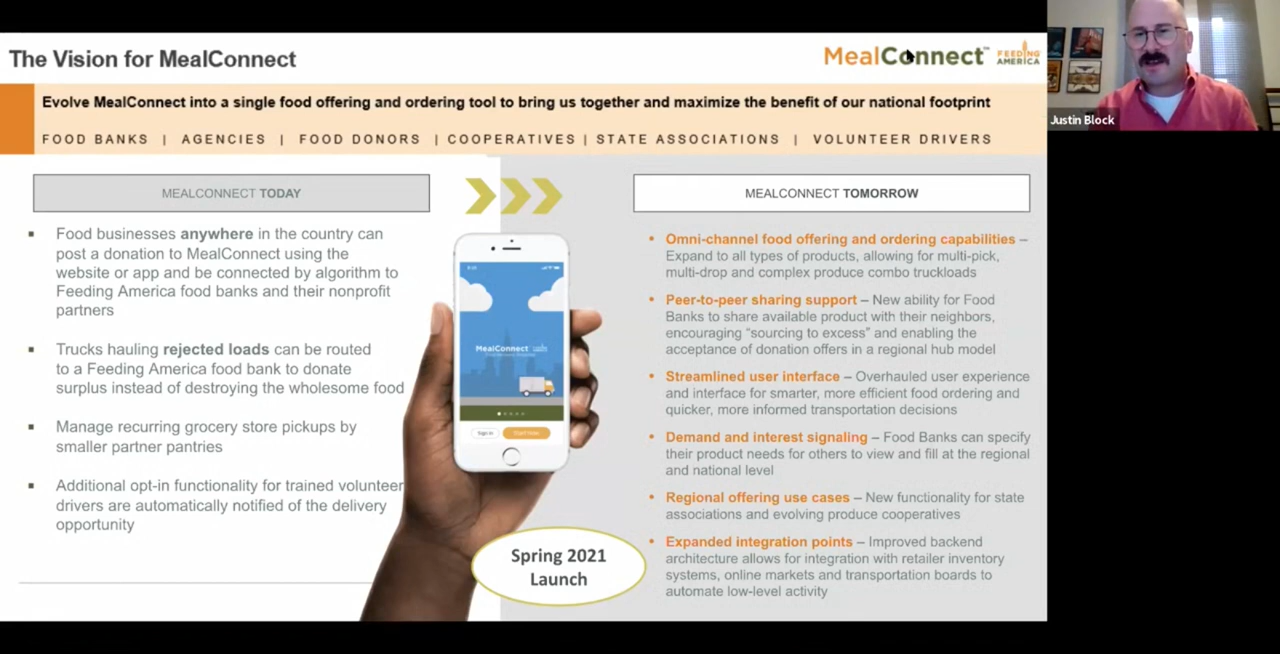 The Vision for MealConnect
MealConnect™
FEEDING
AMERICA
Evolve MealConnect into a single food offering and ordering tool to bring us together and maximize the benefit of our national footprint
FOOD BANKS | AGENCIES | FOOD DONORS | COOPERATIVES | STATE ASSOCIATIONS | VOLUNTEER DRIVERS
Justin Block
MEALCONNECT TODAY
▪ Food businesses anywhere in the country can
post a donation to MealConnect using the
website or app and be connected by algorithm to
Feeding America food banks and their nonprofit
partners
▪ Trucks hauling rejected loads can be routed
to a Feeding America food bank to donate
surplus instead of destroying the wholesome food
▪ Manage recurring grocery store pickups by
smaller partner pantries
▪ Additional opt-in functionality for trained volunteer
drivers are automatically notified of the delivery
opportunity
MealConnect
Sign In
Spring 2021
Launch
MEALCONNECT TOMORROW
• Omni-channel food offering and ordering capabilities –
Expand to all types of products, allowing for multi-pick,
multi-drop and complex produce combo truckloads
• Peer-to-peer sharing support – New ability for Food
Banks to share available product with their neighbors,
encouraging “sourcing to excess” and enabling the
acceptance of donation offers in a regional hub model
• Streamlined user interface – Overhauled user experience
and interface for smarter, more efficient food ordering and
quicker, more informed transportation decisions
• Demand and interest signaling – Food Banks can specify
their product needs for others to view and fill at the regional
and national level
• Regional offering use cases – New functionality for state
associations and evolving produce cooperatives
• Expanded integration points – Improved backend
architecture allows for integration with retailer inventory
systems, online markets and transportation boards to
automate low-level activity